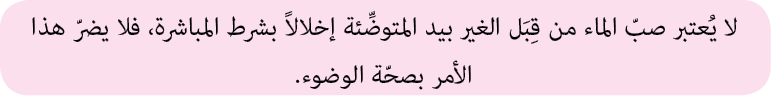 لا يُعتبر صبّ الماء من قِبَل الغير بيد المتوضِّئة إخلالاً بشرط المباشرة، فلا يضرّ هذا
الأمر بصحّة الوضوء.